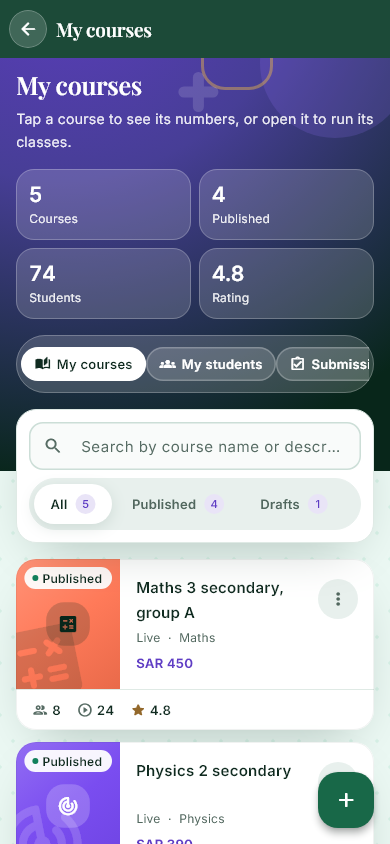 My courses
My courses
Tap a course to see its numbers, or open it to run its
classes.
5
Courses
4
Published
74
Students
4.8
Rating
My courses
My students
Submissi
Search by course name or descr...
All 5
Published 4
Drafts 1
Published
Maths 3 secondary,
group A
Live · Maths
SAR 450
8
24
4.8
Published
Physics 2 secondary
Live · Physics
SAR 390